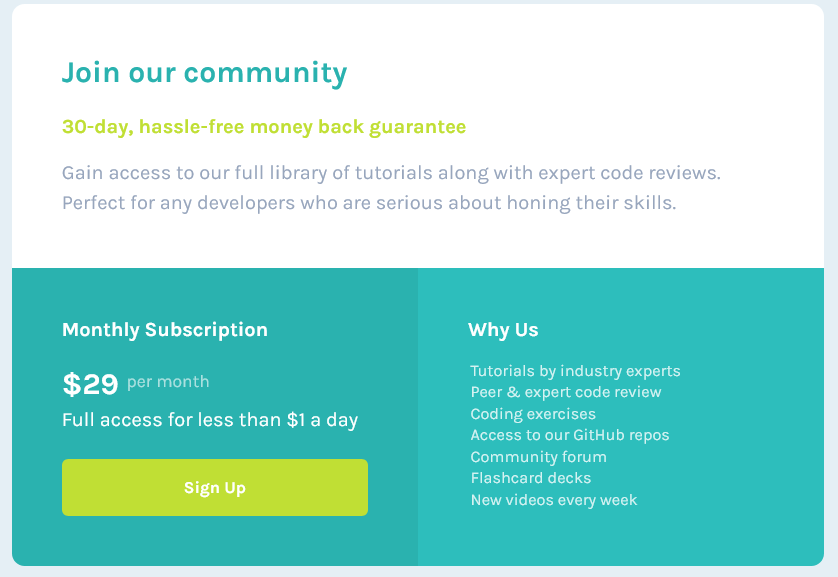 Join our community
30-day, hassle-free money back guarantee
Gain access to our full library of tutorials along with expert code reviews.
Perfect for any developers who are serious about honing their skills.
Monthly Subscription
$29 per month
Full access for less than $1 a day
Sign Up
Why Us
Tutorials by industry experts
Peer & expert code review
Coding exercises
Access to our GitHub repos
Community forum
Flashcard decks
New videos every week